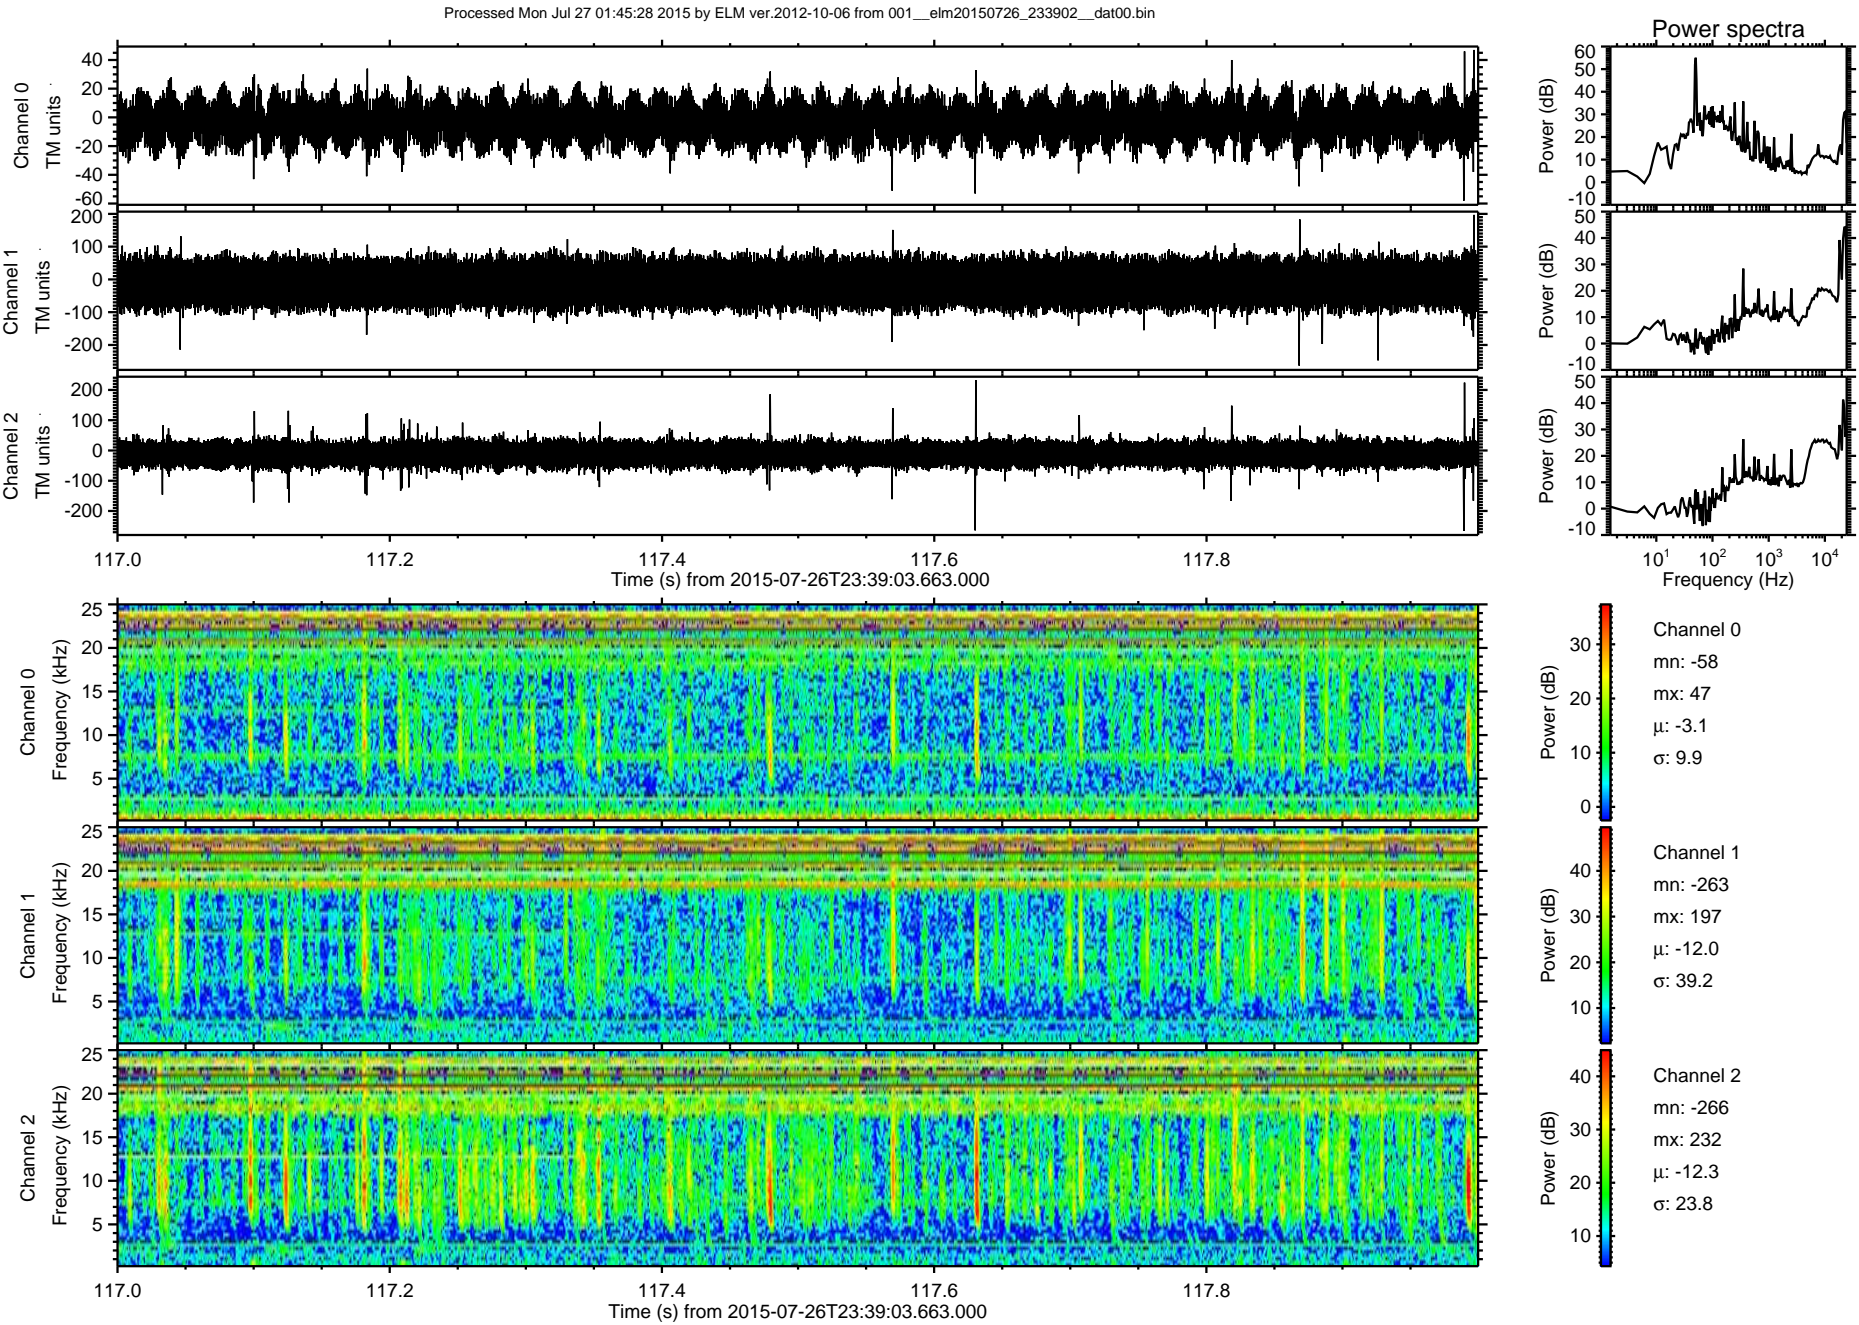 Processed Mon Jul 27 01:45:28 2015 by ELM ver.2012-10-06 from 001__elm20150726_233902__dat00.bin
Power spectra
Channel 0
TM units
40
20
0
-20
-40
-60
Power (dB)
60
50
40
30
20
10
0
-10
Channel 1
TM units
200
100
0
-100
-200
Power (dB)
50
40
30
20
10
0
-10
Channel 2
TM units
200
100
0
-100
-200
Power (dB)
50
40
30
20
10
0
-10
117.0 117.2 117.4 117.6 117.8
Time (s) from 2015-07-26T23:39:03.663.000
10^1 10^2 10^3 10^4
Frequency (Hz)
Channel 0
Frequency (kHz)
25
20
15
10
5
Power (dB)
30
20
10
0
Channel 0
mn: -58
mx: 47
μ: -3.1
σ: 9.9
Channel 1
Frequency (kHz)
25
20
15
10
5
Power (dB)
40
30
20
10
Channel 1
mn: -263
mx: 197
μ: -12.0
σ: 39.2
Channel 2
Frequency (kHz)
25
20
15
10
5
Power (dB)
40
30
20
10
Channel 2
mn: -266
mx: 232
μ: -12.3
σ: 23.8
117.0 117.2 117.4 117.6 117.8
Time (s) from 2015-07-26T23:39:03.663.000